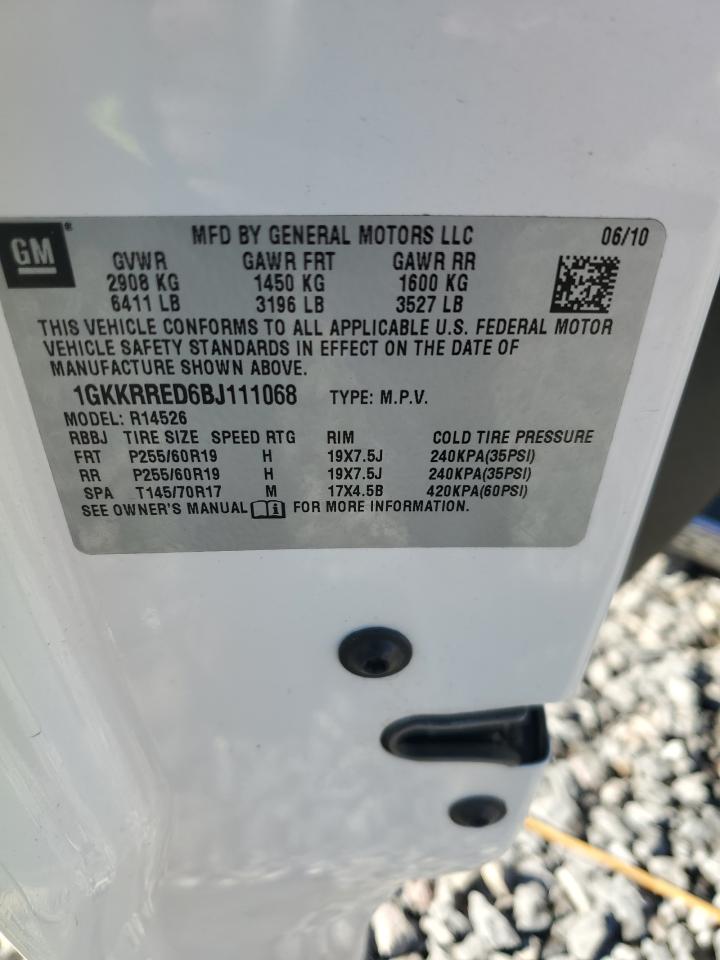 GM® MFD BY GENERAL MOTORS LLC 06/10
GVWR GAWR FRT GAWR RR
2908 KG 1450 KG 1600 KG
6411 LB 3196 LB 3527 LB
THIS VEHICLE CONFORMS TO ALL APPLICABLE U.S. FEDERAL MOTOR
VEHICLE SAFETY STANDARDS IN EFFECT ON THE DATE OF
MANUFACTURE SHOWN ABOVE.
1GKKRRED6BJ111068 TYPE: M.P.V.
MODEL: R14526
RBBJ TIRE SIZE SPEED RTG RIM COLD TIRE PRESSURE
FRT P255/60R19 H 19X7.5J 240KPA(35PSI)
RR P255/60R19 H 19X7.5J 240KPA(35PSI)
SPA T145/70R17 M 17X4.5B 420KPA(60PSI)
SEE OWNER'S MANUAL FOR MORE INFORMATION.